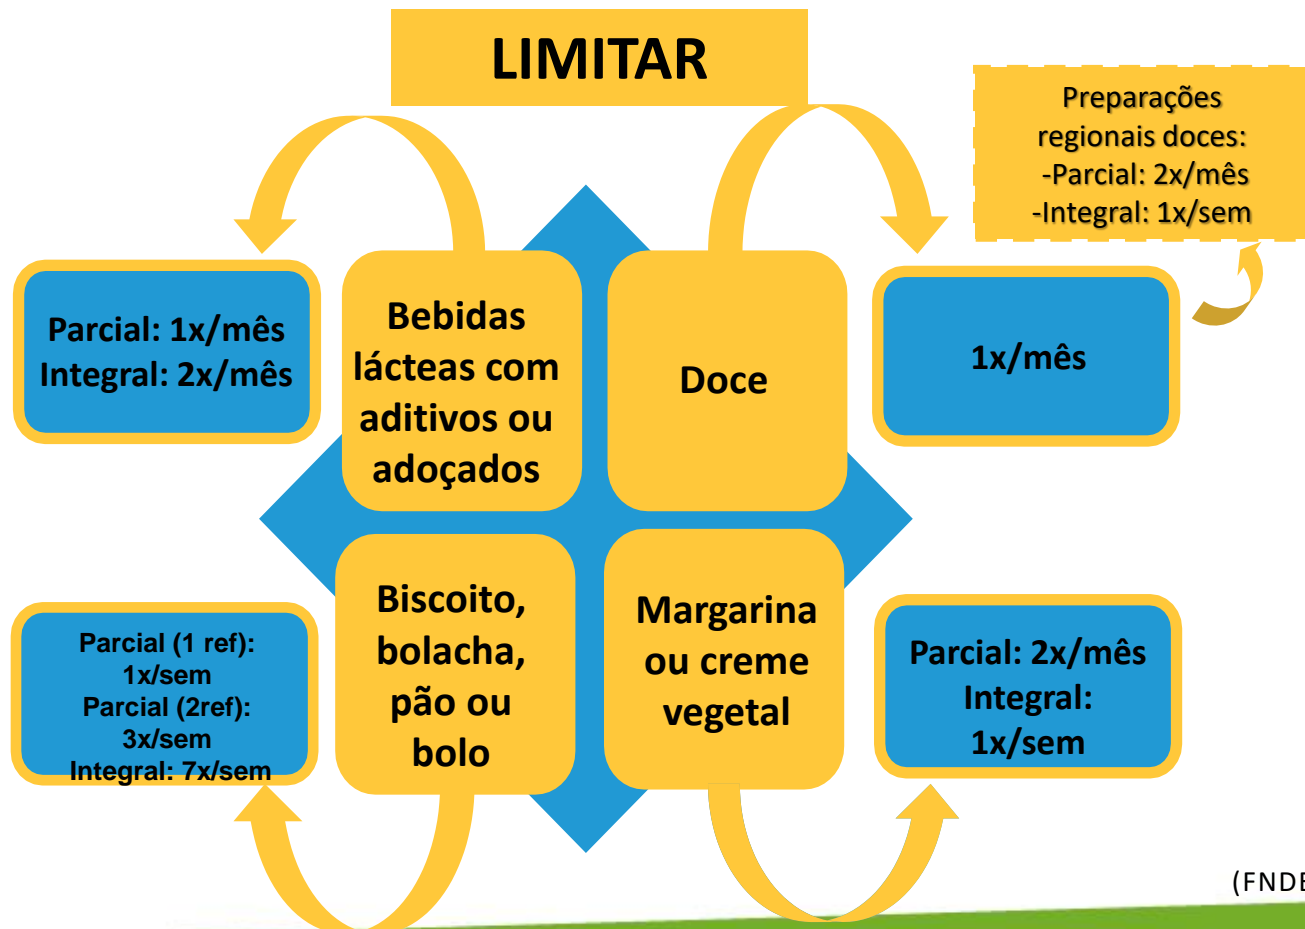 LIMITAR
Preparações
regionais doces:
-Parcial: 2x/mês
-Integral: 1x/sem
Parcial: 1x/mês
Integral: 2x/mês
Bebidas
lácteas com
aditivos ou
adoçados
Doce
1x/mês
Parcial (1 ref):
1x/sem
Parcial (2ref):
3x/sem
Integral: 7x/sem
Biscoito,
bolacha,
pão ou
bolo
Margarina
ou creme
vegetal
Parcial: 2x/mês
Integral:
1x/sem
(FNDE